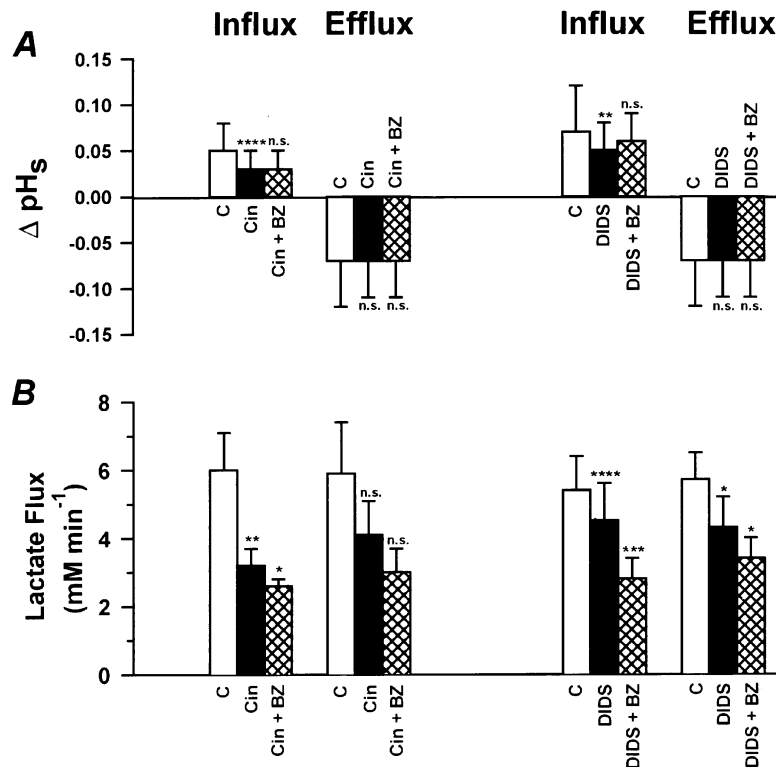 Influx Efflux Influx Efflux
A
Δ pHS
0.15
0.10
0.05
0.00
-0.05
-0.10
-0.15
**** n.s.
C Cin Cin + BZ
C Cin Cin + BZ
n.s. n.s.
** n.s.
C DIDS DIDS + BZ
C DIDS DIDS + BZ
n.s. n.s.
B
Lactate Flux
(mM min-1)
8
6
4
2
0
** *
n.s. n.s.
**** ***
* *
C Cin Cin + BZ
C Cin Cin + BZ
C DIDS DIDS + BZ
C DIDS DIDS + BZ